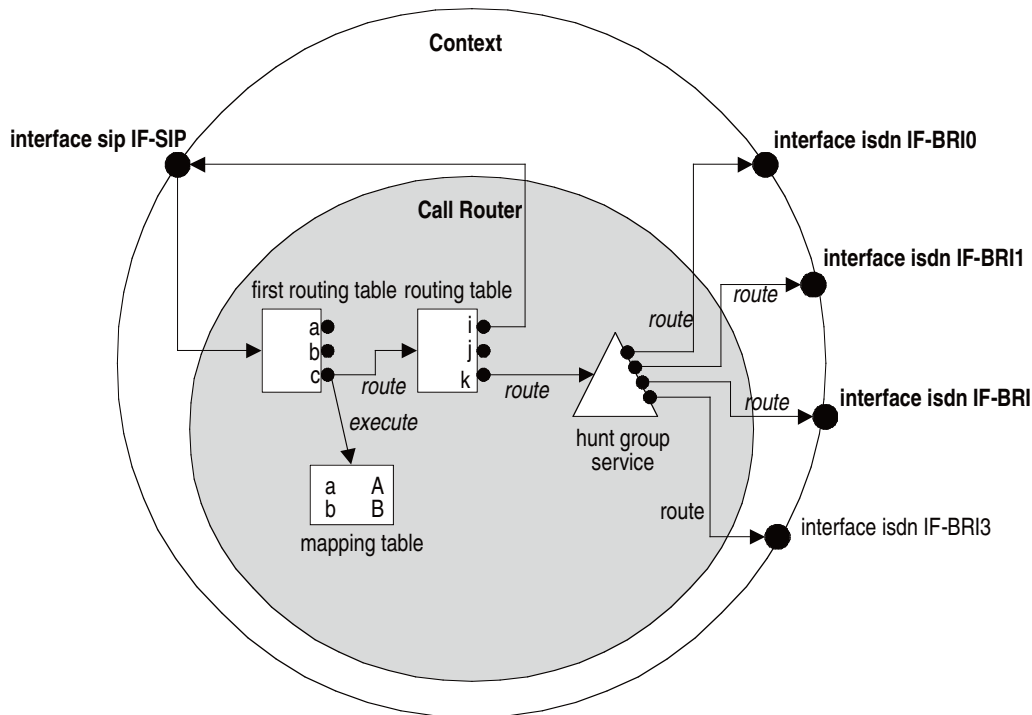 Context
interface sip IF-SIP
interface isdn IF-BRI0
Call Router
interface isdn IF-BRI1
first routing table
routing table
a
b
c
i
j
k
route
route
route
route
route
execute
hunt group
service
interface isdn IF-BRI
a A
b B
mapping table
route
interface isdn IF-BRI3